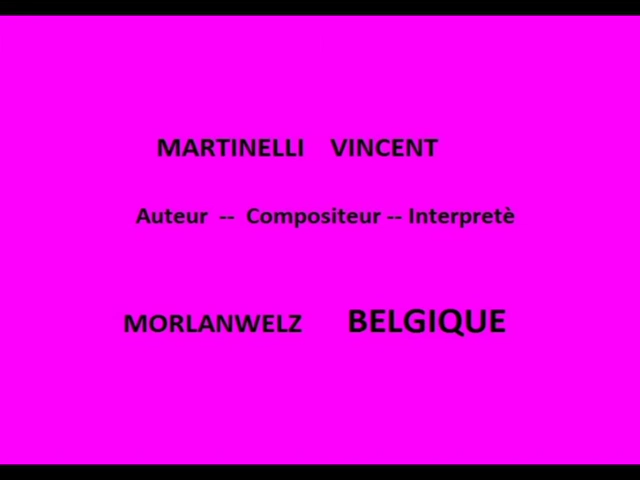 MARTINELLI VINCENT
Auteur -- Compositeur -- Interpretè
MORLANWELZ BELGIQUE